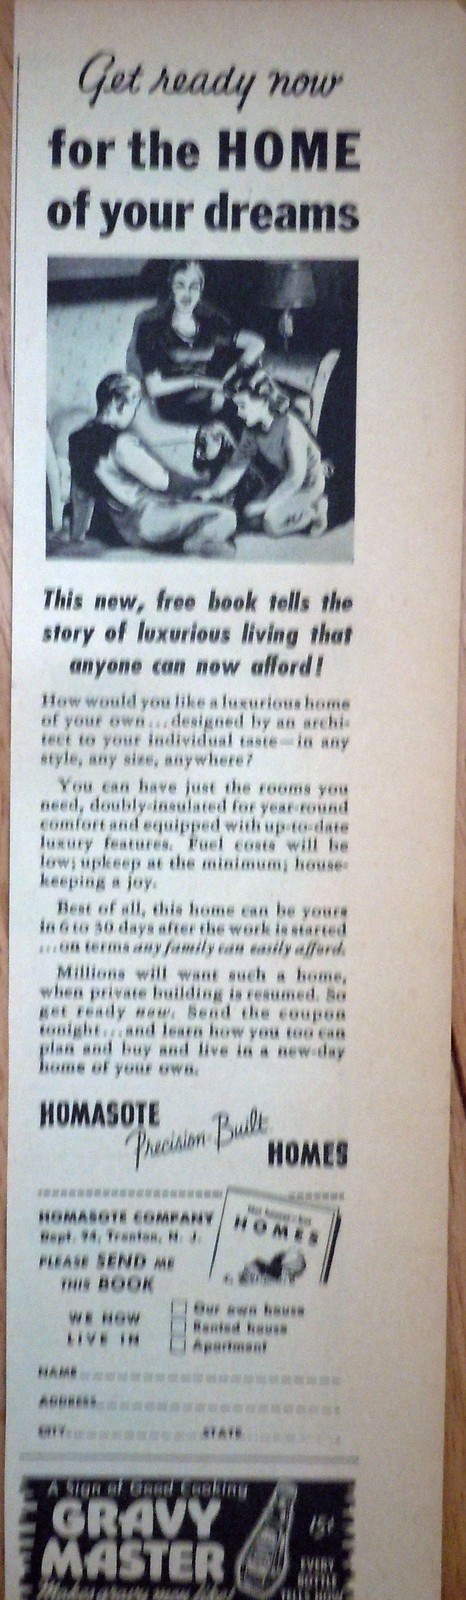 Get ready now
for the HOME
of your dreams
This new, free book tells the
story of luxurious living that
anyone can now afford!
How would you like a luxurious home
of your own...designed by an archi-
tect to your individual taste—in any
style, any size, anywhere?
You can have just the rooms you
need, doubly-insulated for year-round
comfort and equipped with up-to-date
luxury features. Fuel costs will be
low; upkeep at the minimum; house-
keeping a joy.
Best of all, this home can be yours
in 6 to 30 days after the work is started
...on terms any family can easily afford.
Millions will want such a home,
when private building is resumed. So
get ready now. Send the coupon
tonight...and learn how you too can
plan and buy and live in a new-day
home of your own.
HOMASOTE
Precision-Built
HOMES
HOMASOTE COMPANY
Dept. 94, Trenton, N. J.
PLEASE SEND ME
THIS BOOK
HOMES
WE NOW
LIVE IN
Our own house
Rented house
Apartment
NAME
ADDRESS
CITY STATE
A Sign of Good Cooking
GRAVY
MASTER
15¢
EVERY
BOTTLE
TELLS HOW